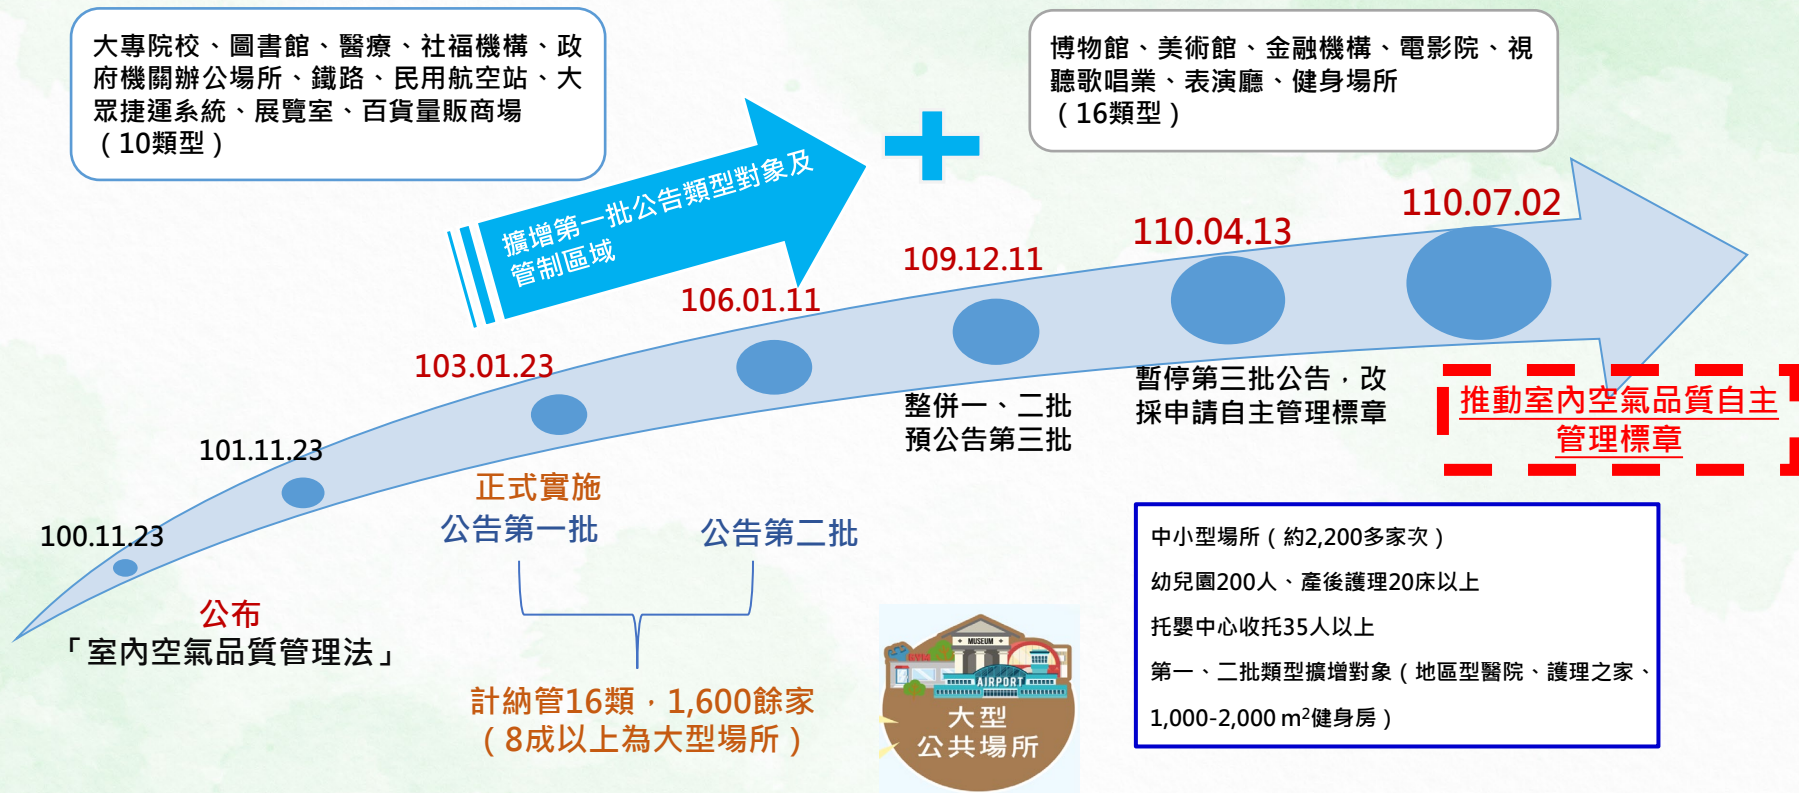 大專院校、圖書館、醫療、社福機構、政
府機關辦公場所、鐵路、民用航空站、大
眾捷運系統、展覽室、百貨量販商場
（10類型）
博物館、美術館、金融機構、電影院、視
聽歌唱業、表演廳、健身場所
（16類型）
擴增第一批公告類型對象及
管制區域
100.11.23
101.11.23
103.01.23
106.01.11
109.12.11
110.04.13
110.07.02
公布
「室內空氣品質管理法」
正式實施
公告第一批
公告第二批
計納管16類，1,600餘家
（8成以上為大型場所）
整併一、二批
預公告第三批
暫停第三批公告，改
採申請自主管理標章
推動室內空氣品質自主
管理標章
MUSEUM
GYM
AIRPORT
大型
公共場所
中小型場所（約2,200多家次）
幼兒園200人、產後護理20床以上
托嬰中心收托35人以上
第一、二批類型擴增對象（地區型醫院、護理之家、
1,000-2,000 m²健身房）